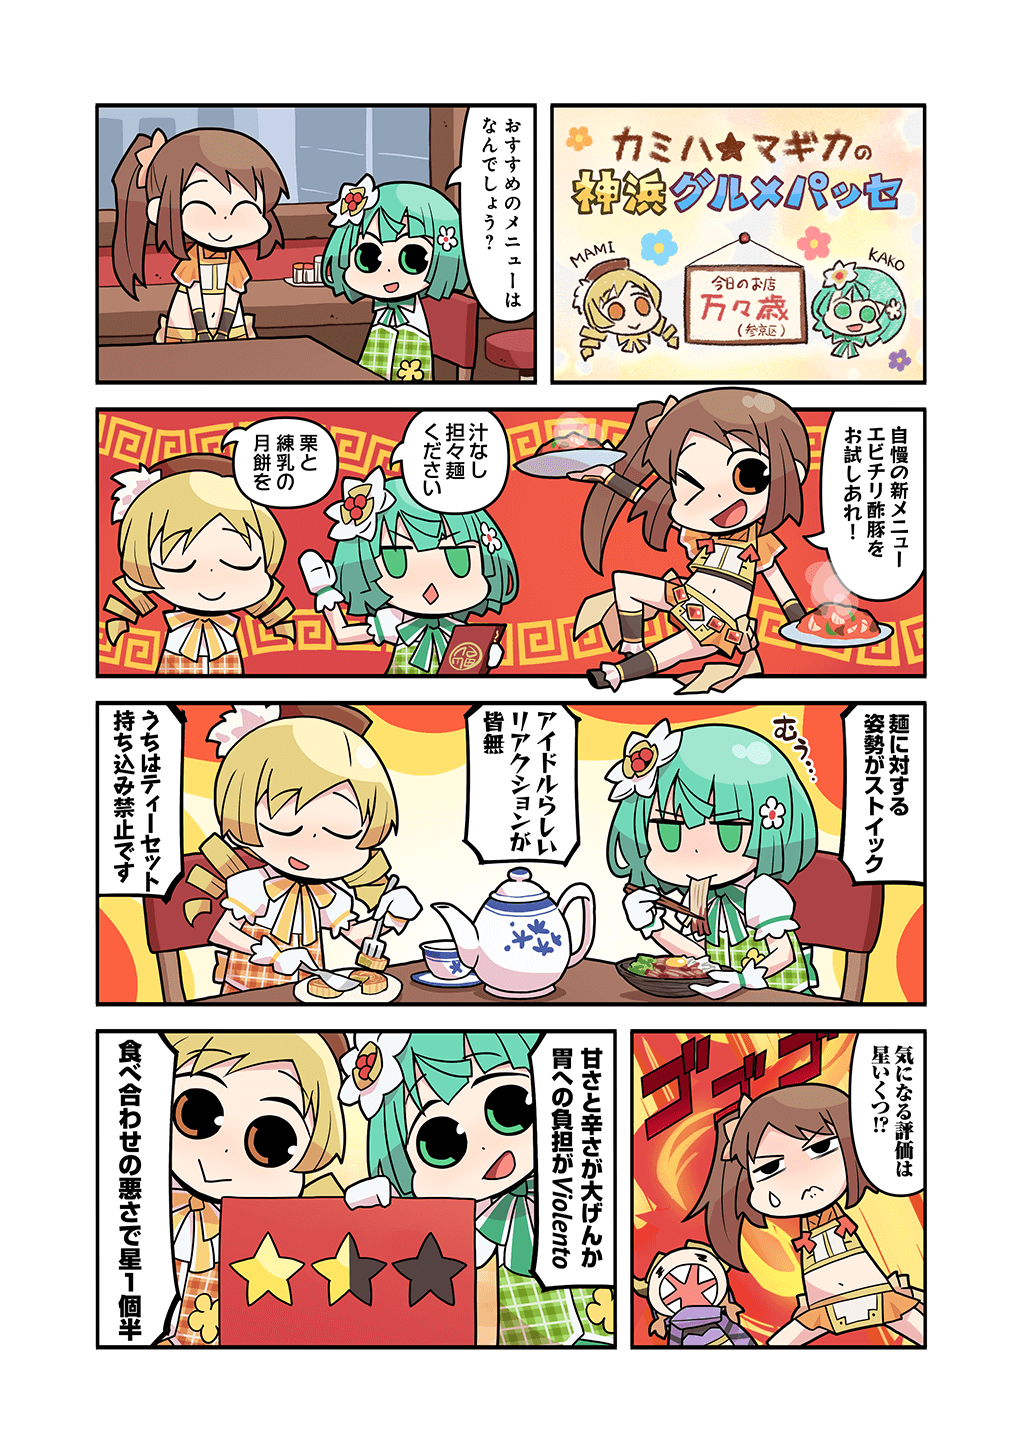 カミハ★マギカの
神浜グルメパッセ
MAMI
KAKO
今日のお店
万々歳
(参京区)
おすすめのメニューは
なんでしょう?
自慢の新メニュー
エビチリ酢豚を
お試しあれ!
汁なし
担々麺
ください
栗と
練乳の
月餅を
麺に対する
姿勢がストイック
むぅ…
アイドルらしい
リアクションが
皆無
うちはティーセット
持ち込み禁止です
気になる評価は
星いくつ!?
ゴゴゴ
甘さと辛さが大げんか
胃への負担がViolento
食べ合わせの悪さで星1個半